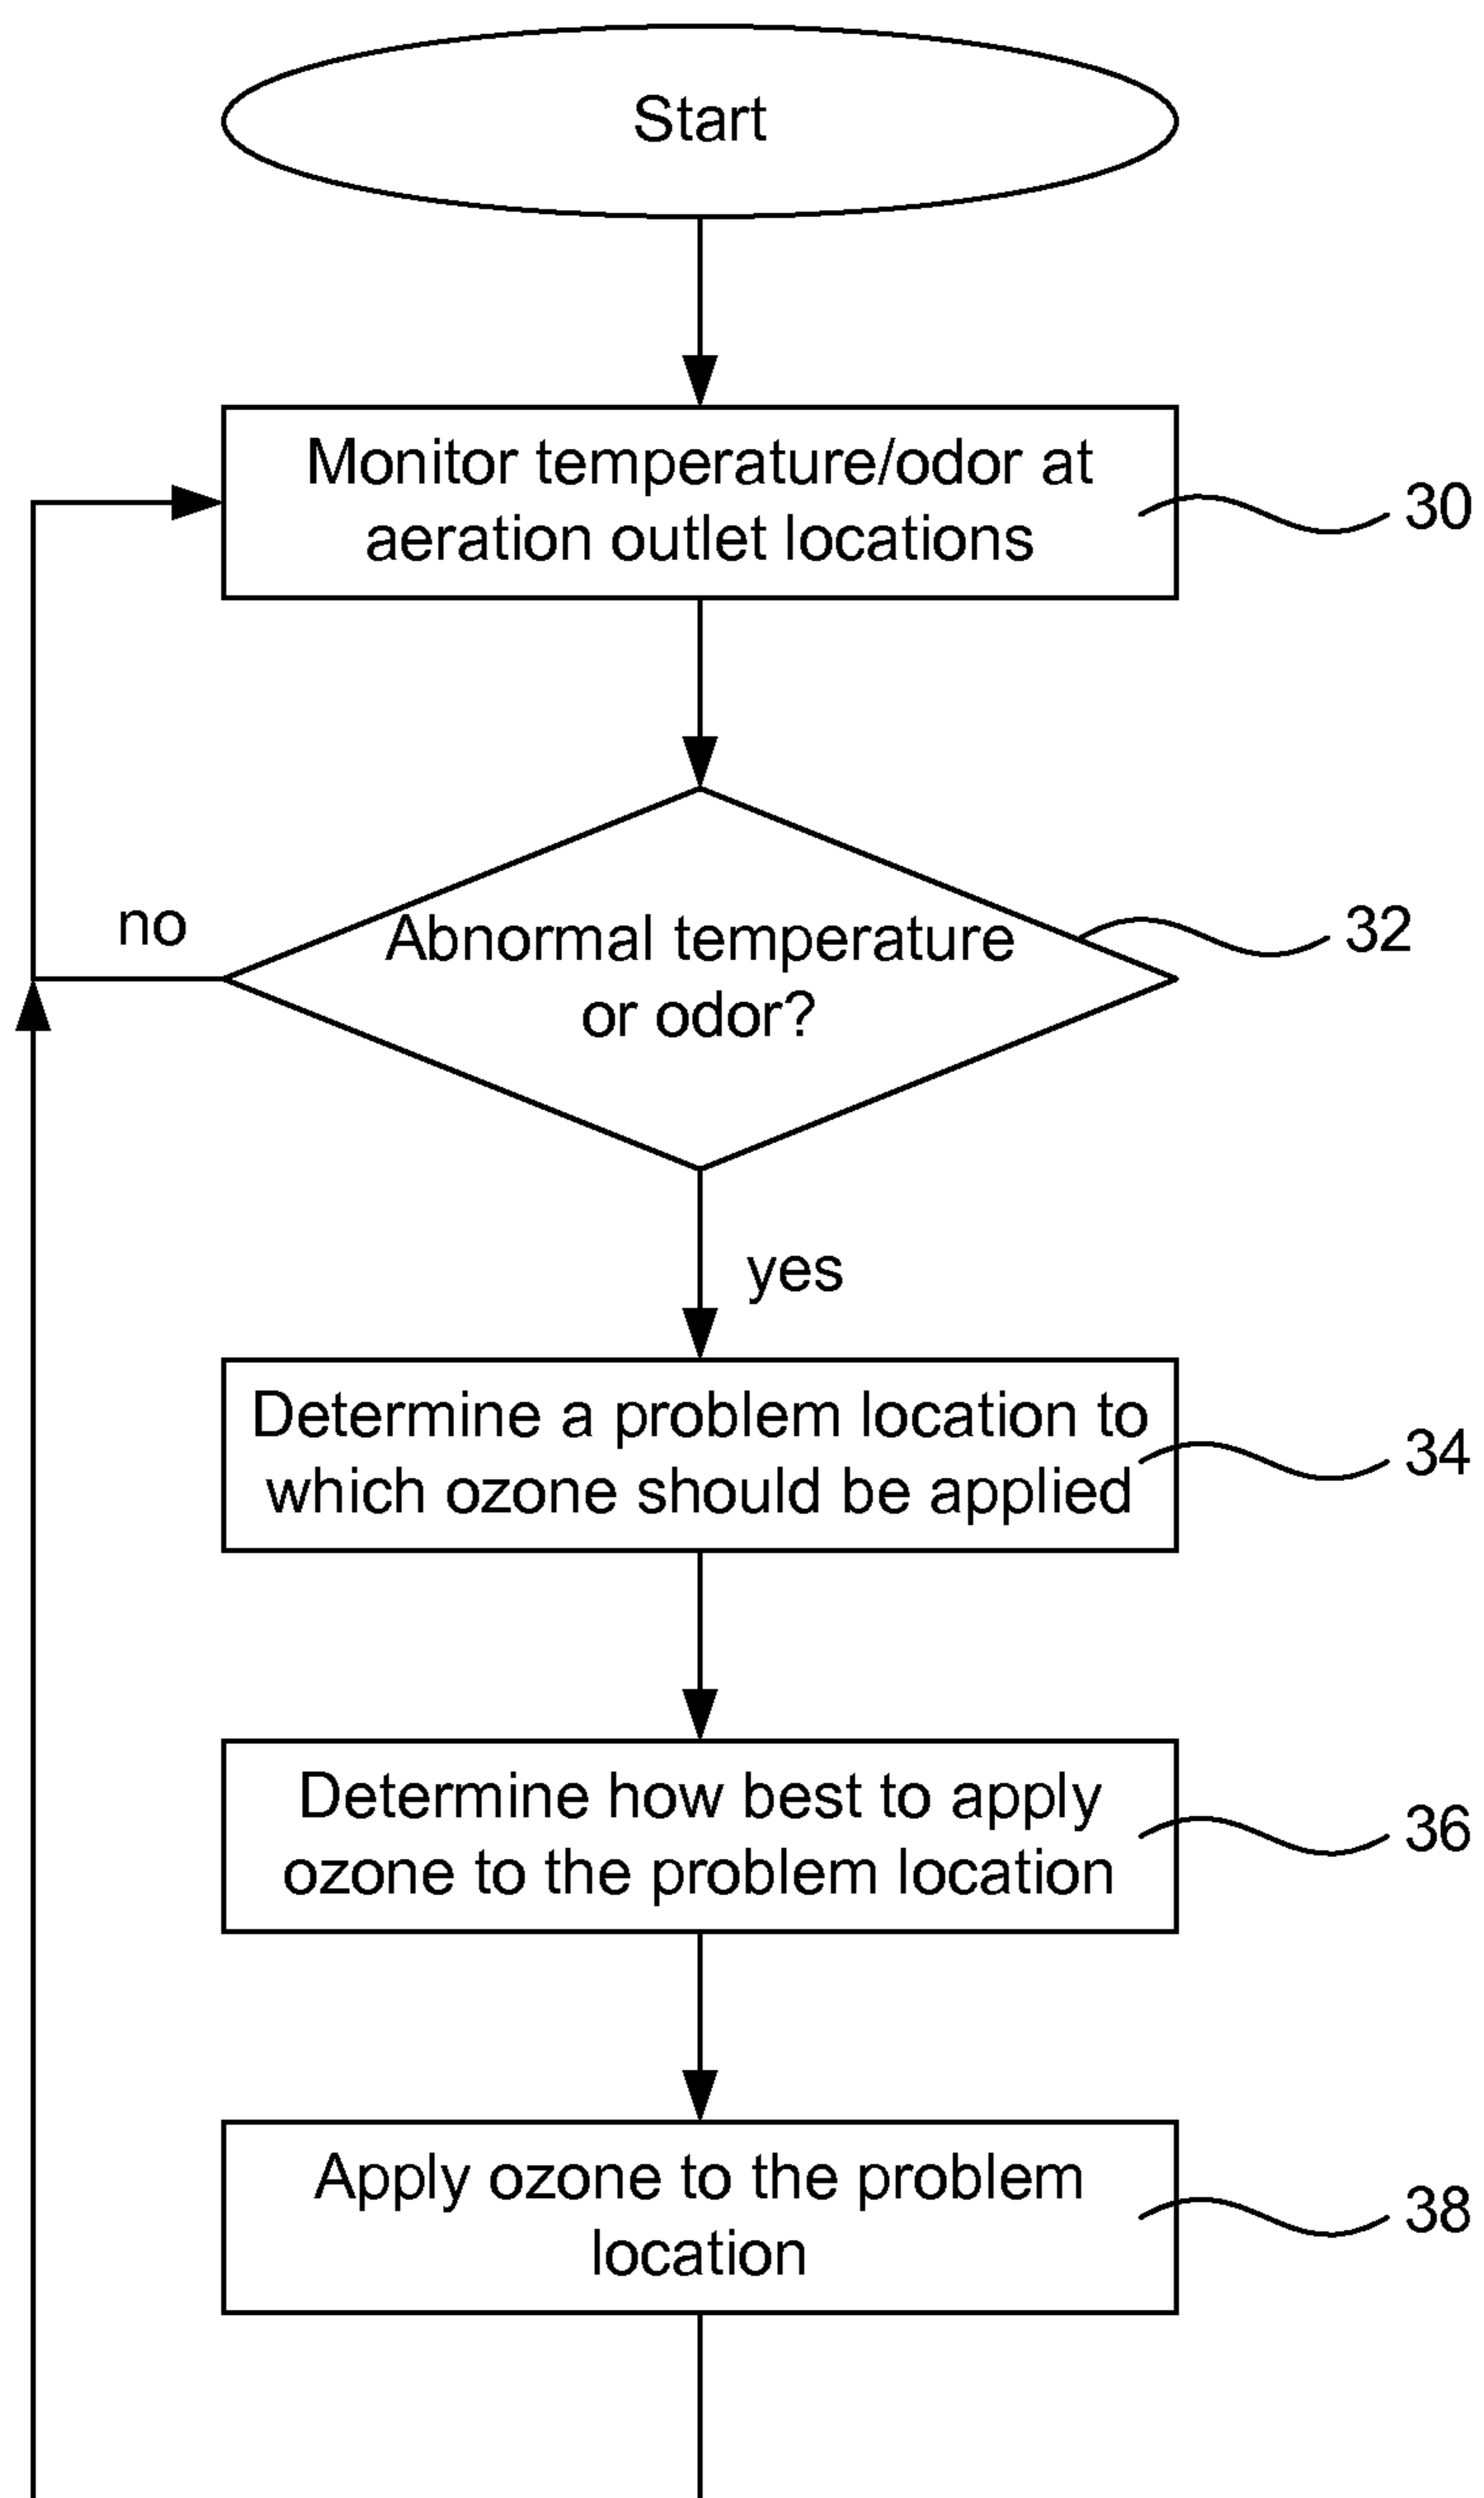 Start
Monitor temperature/odor at
aeration outlet locations
30
no
Abnormal temperature
or odor?
32
yes
Determine a problem location to
which ozone should be applied
34
Determine how best to apply
ozone to the problem location
36
Apply ozone to the problem
location
38